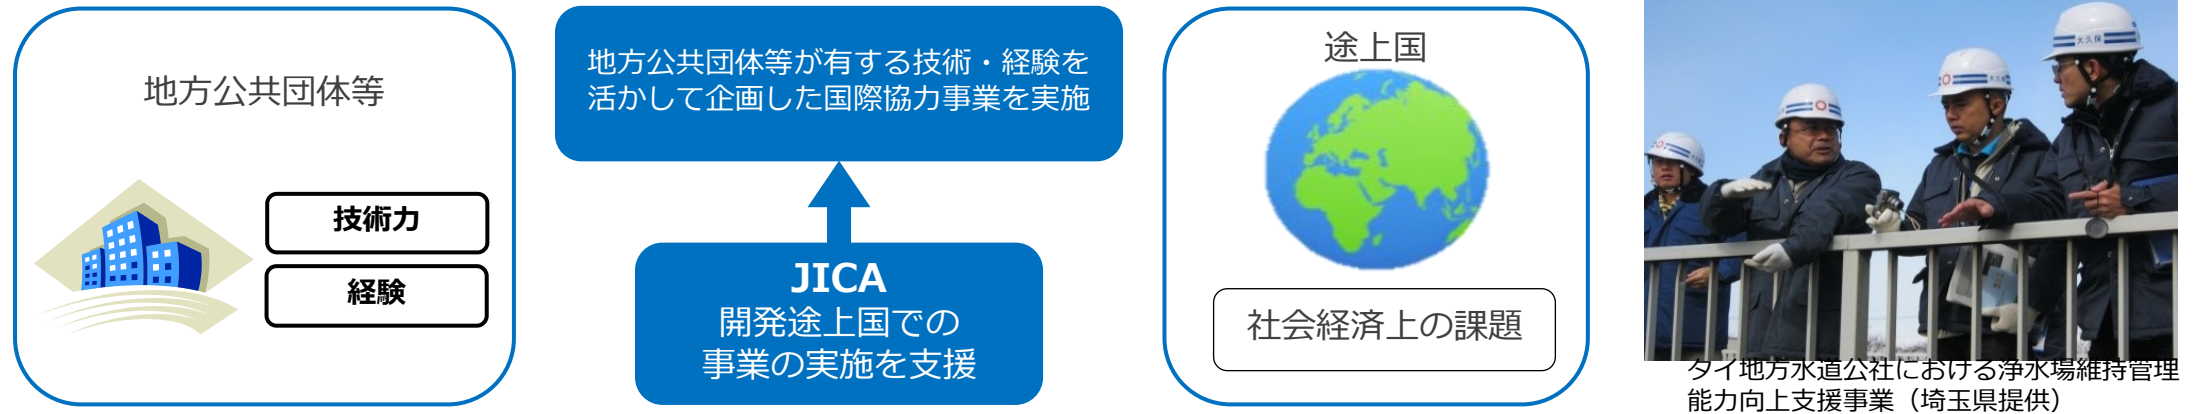 地方公共団体等
技術力
経験
地方公共団体等が有する技術・経験を
活かして企画した国際協力事業を実施
JICA
開発途上国での
事業の実施を支援
途上国
社会経済上の課題
大久保
タイ地方水道公社における浄水場維持管理
能力向上支援事業（埼玉県提供）